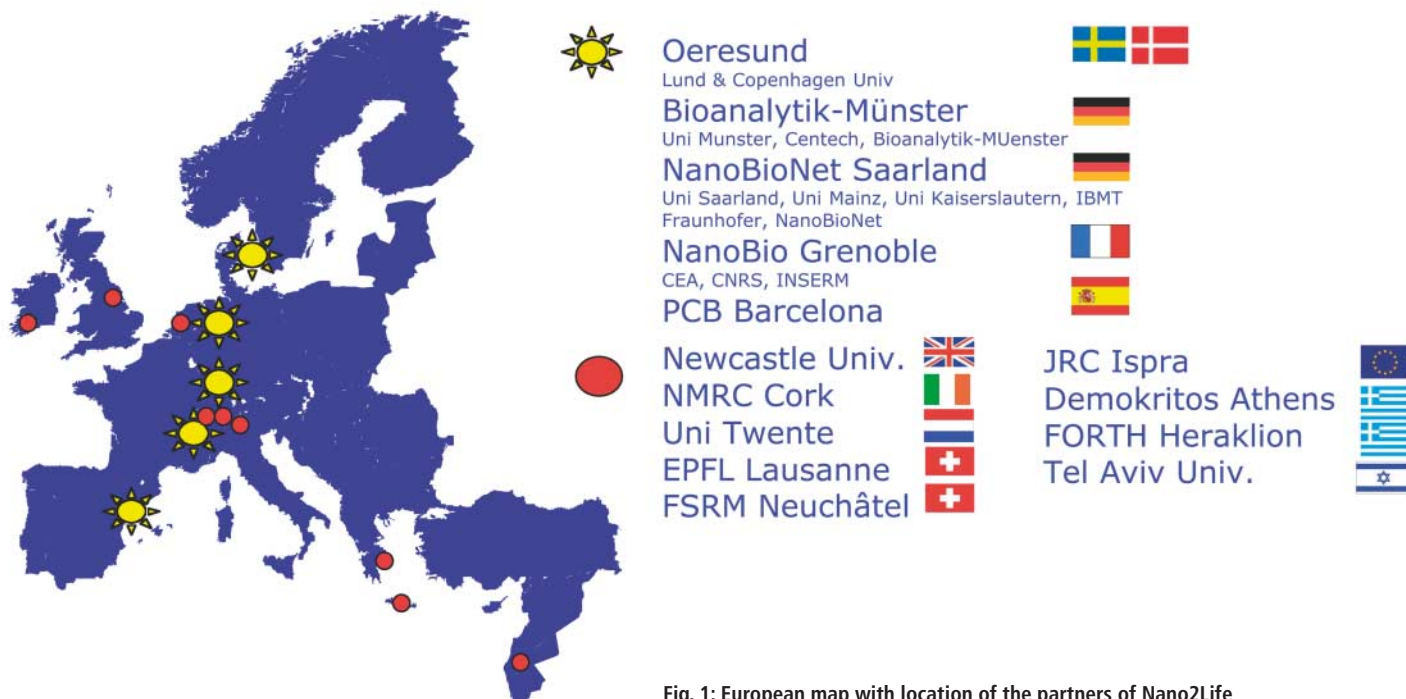 Oeresund
Lund & Copenhagen Univ
Bioanalytik-Münster
Uni Munster, Centech, Bioanalytik-MUenster
NanoBioNet Saarland
Uni Saarland, Uni Mainz, Uni Kaiserslautern, IBMT
Fraunhofer, NanoBioNet
NanoBio Grenoble
CEA, CNRS, INSERM
PCB Barcelona
Newcastle Univ.
NMRC Cork
Uni Twente
EPFL Lausanne
FSRM Neuchâtel
JRC Ispra
Demokritos Athens
FORTH Heraklion
Tel Aviv Univ.
Fig. 1: European map with location of the partners of Nano2Life